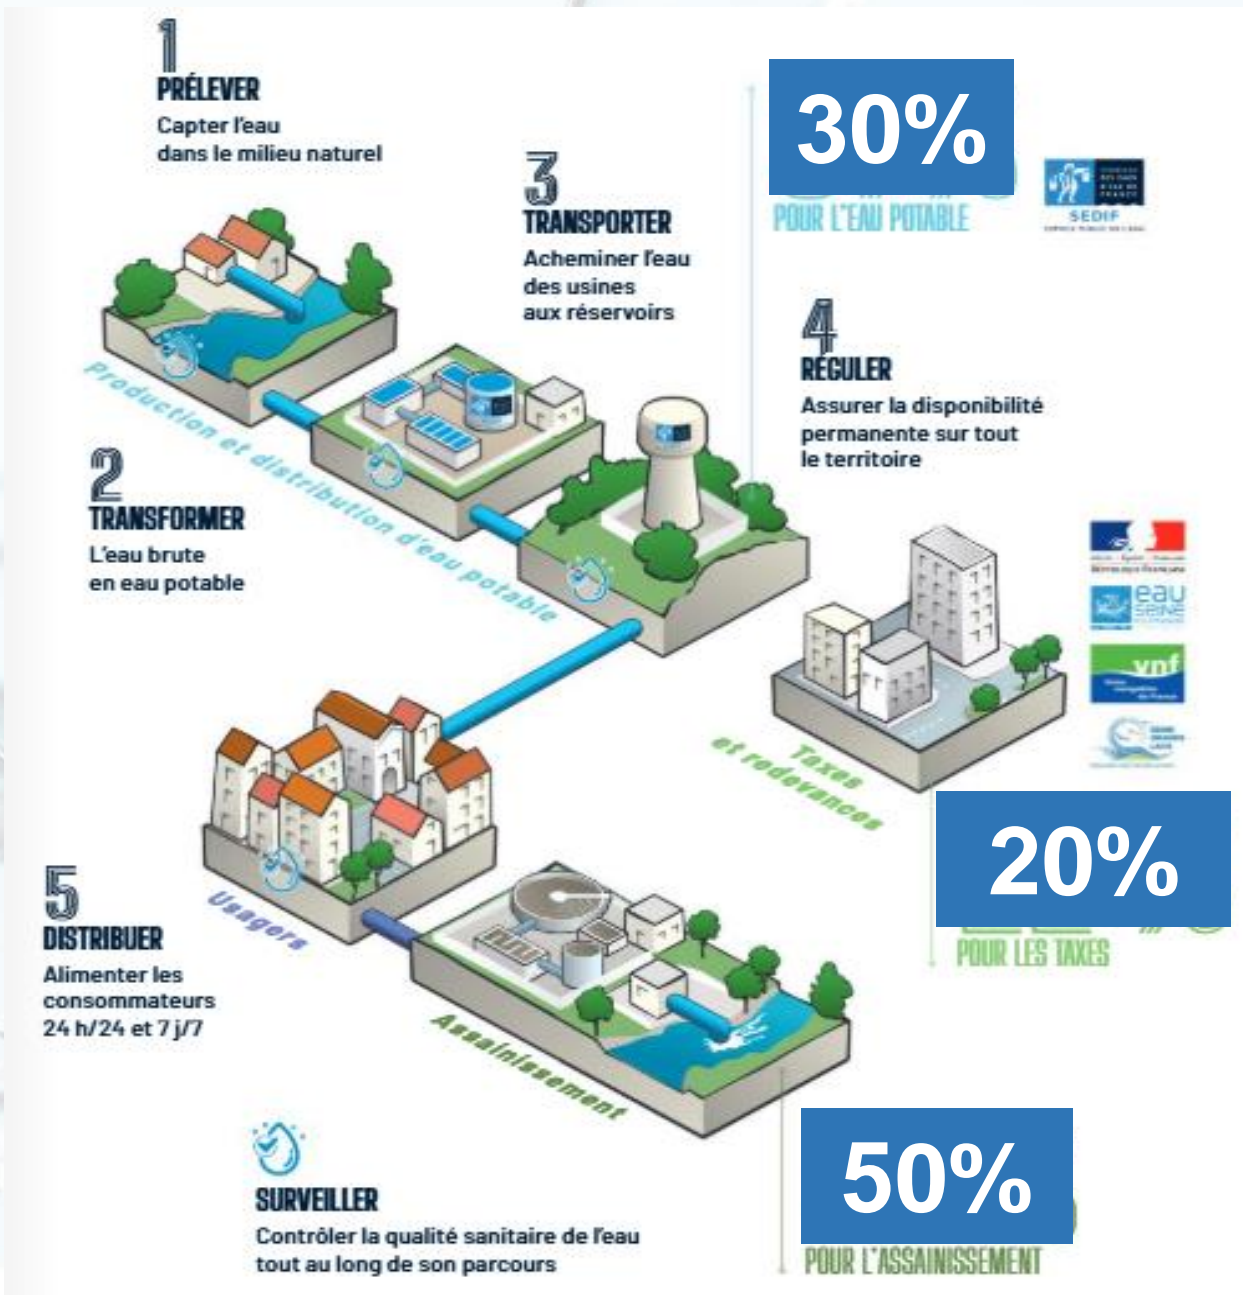 1
PRÉLEVER
Capter l'eau
dans le milieu naturel
30%
POUR L'EAU POTABLE
SEDIF
3
TRANSPORTER
Acheminer l'eau
des usines
aux réservoirs
4
RÉGULER
Assurer la disponibilité
permanente sur tout
le territoire
Production et distribution d'eau potable
2
TRANSFORMER
L'eau brute
en eau potable
eau
seine
vnf
Taxes
et redevances
20%
POUR LES TAXES
5
DISTRIBUER
Alimenter les
consommateurs
24 h/24 et 7 j/7
Usagers
Assainissement
50%
POUR L'ASSAINISSEMENT
SURVEILLER
Contrôler la qualité sanitaire de l'eau
tout au long de son parcours